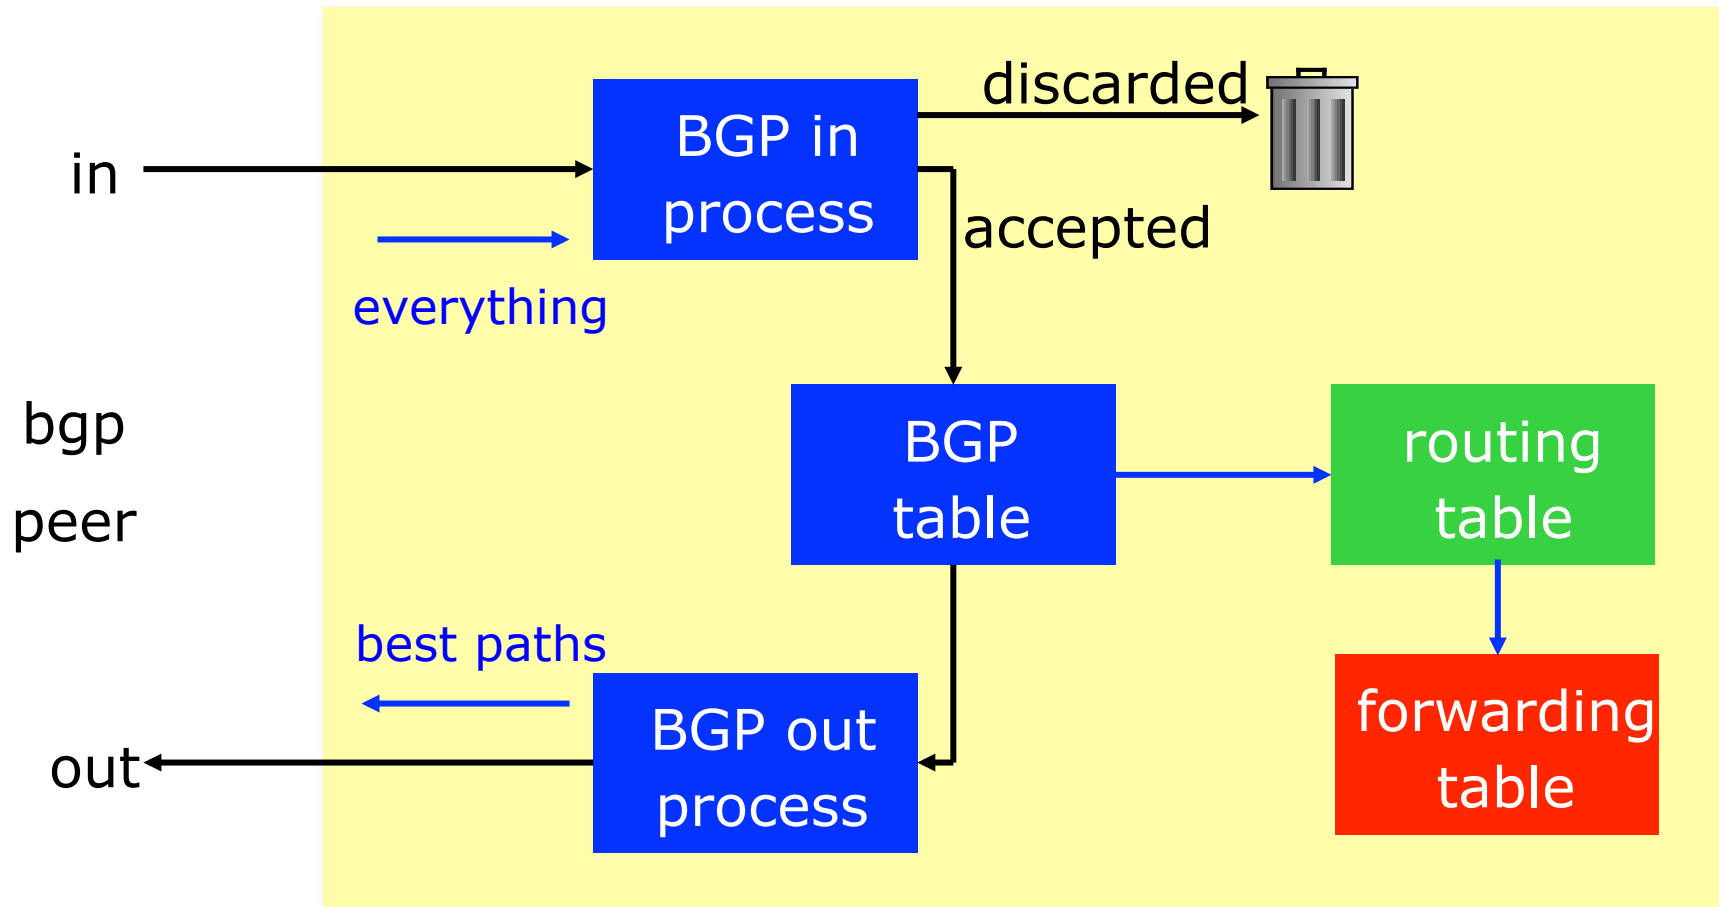 discarded
BGP in
process
in
accepted
everything
bgp
peer
BGP
table
routing
table
best paths
BGP out
process
out
forwarding
table